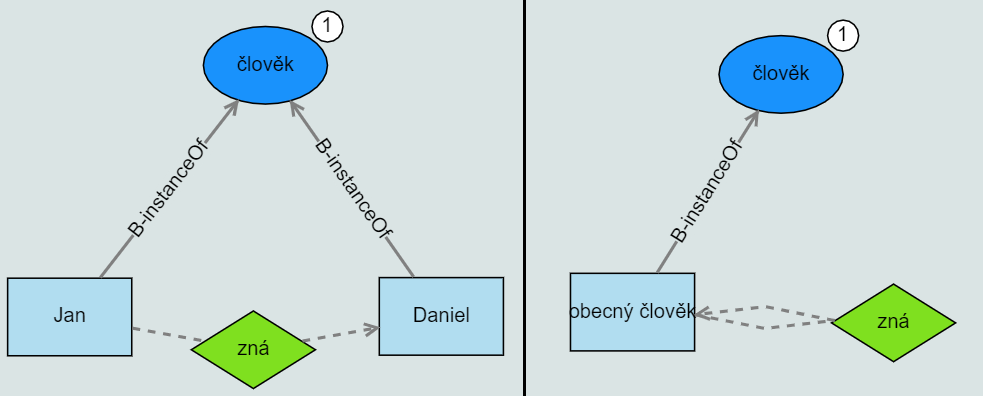 1
člověk
B-instanceOf
B-instanceOf
Jan
zná
Daniel
1
člověk
B-instanceOf
obecný člověk
zná